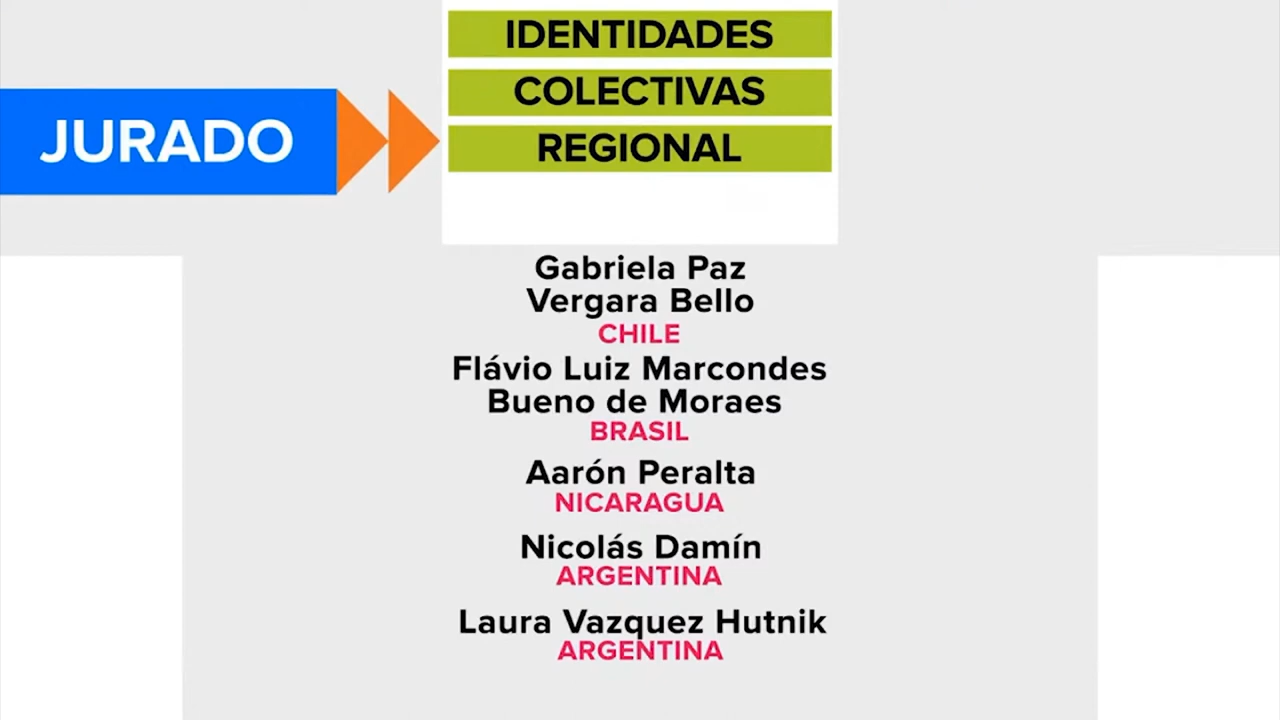 JURADO
IDENTIDADES
COLECTIVAS
REGIONAL
Gabriela Paz
Vergara Bello
CHILE
Flávio Luiz Marcondes
Bueno de Moraes
BRASIL
Aarón Peralta
NICARAGUA
Nicolás Damín
ARGENTINA
Laura Vazquez Hutnik
ARGENTINA